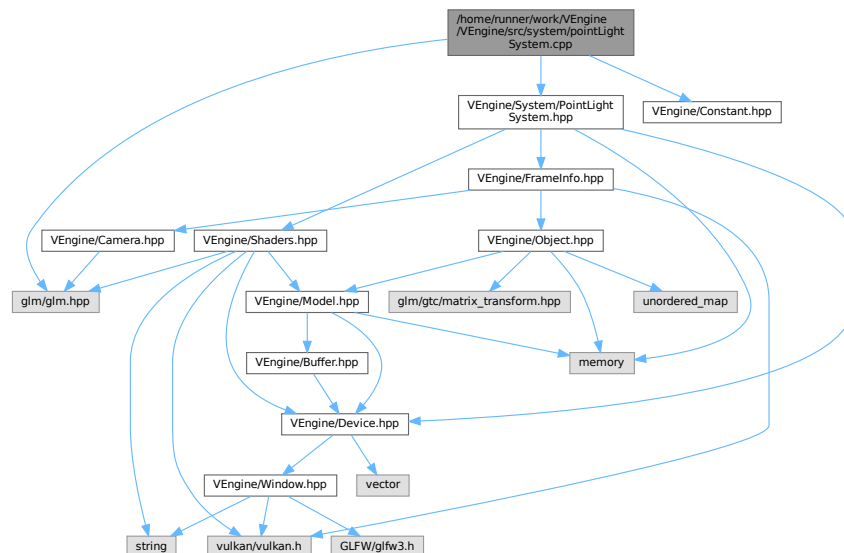 /home/runner/work/VEngine
/VEngine/src/system/pointLight
System.cpp
VEngine/System/PointLight
System.hpp
VEngine/Constant.hpp
VEngine/FrameInfo.hpp
VEngine/Camera.hpp
VEngine/Shaders.hpp
VEngine/Object.hpp
glm/glm.hpp
VEngine/Model.hpp
glm/gtc/matrix_transform.hpp
unordered_map
VEngine/Buffer.hpp
memory
VEngine/Device.hpp
VEngine/Window.hpp
vector
string
vulkan/vulkan.h
GLFW/glfw3.h